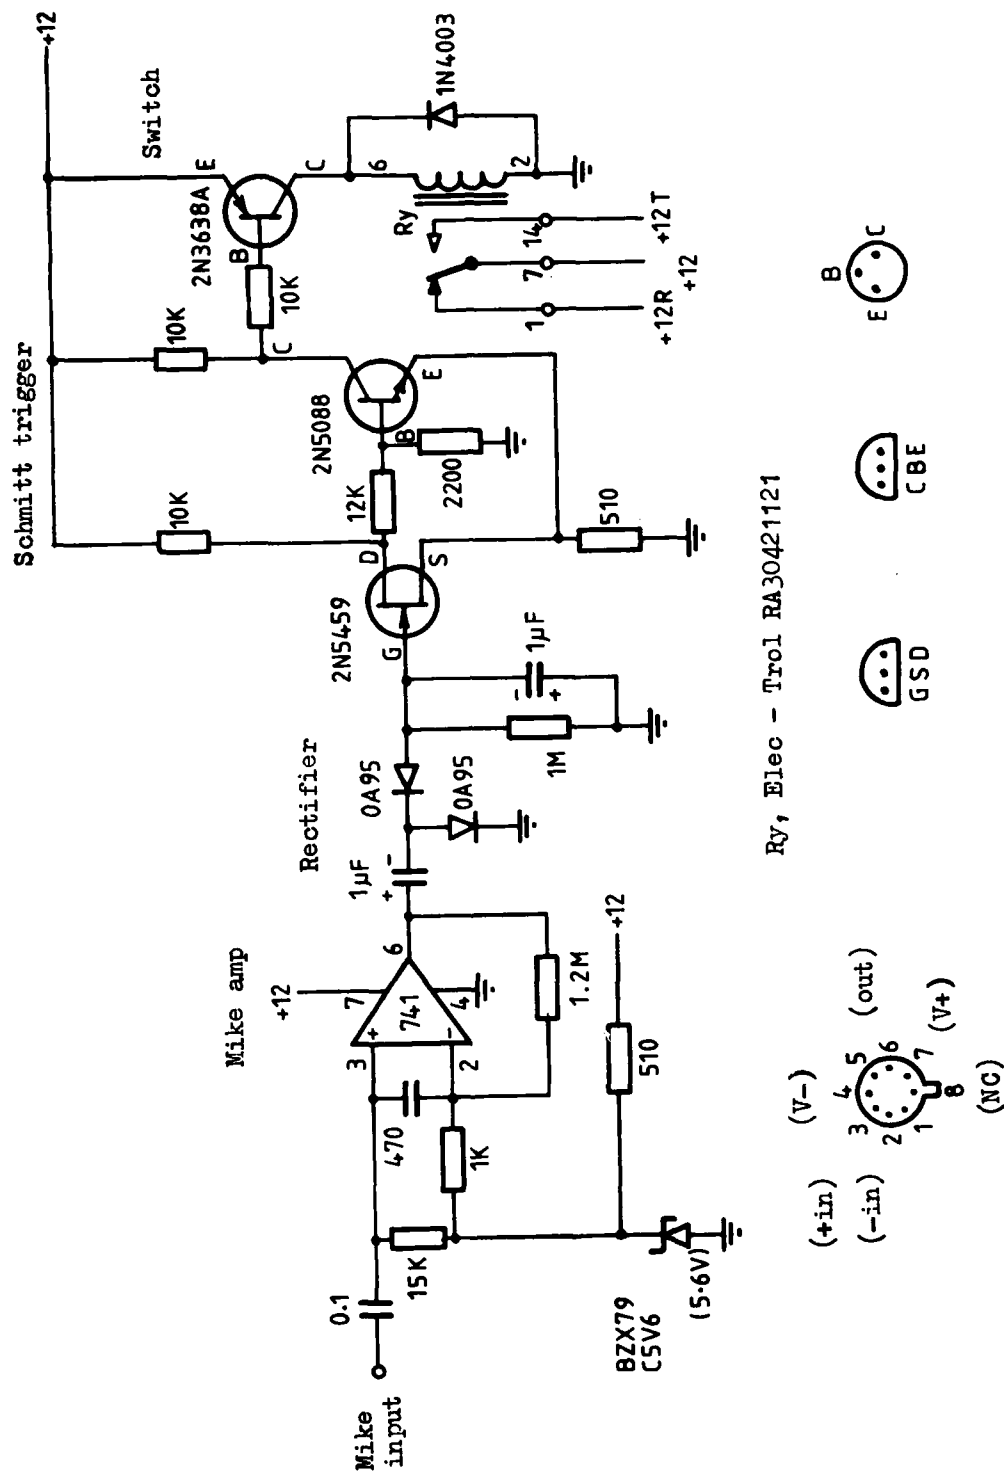 Schmitt trigger
+12
Switch
Mike amp
Rectifier
Mike
input
0.1
15K
470
1K
3
2
+
-
741
7
+12
4
6
1.2M
510
+12
BZX79
C5V6
(5·6V)
1µF
+
-
0A95
0A95
1M
-
+
1µF
2N5459
G
D
S
10K
12K
B
2200
2N5088
C
E
510
10K
10K
2N3638A
B
E
C
6
2
1N4003
Ry
1
7
14
+12R
+12
+12T
Ry, Elec - Trol RA30421121
(+in)
(-in)
(V-)
(out)
(V+)
(NC)
1
2
3
4
5
6
7
8
GSD
CBE
E
B
C